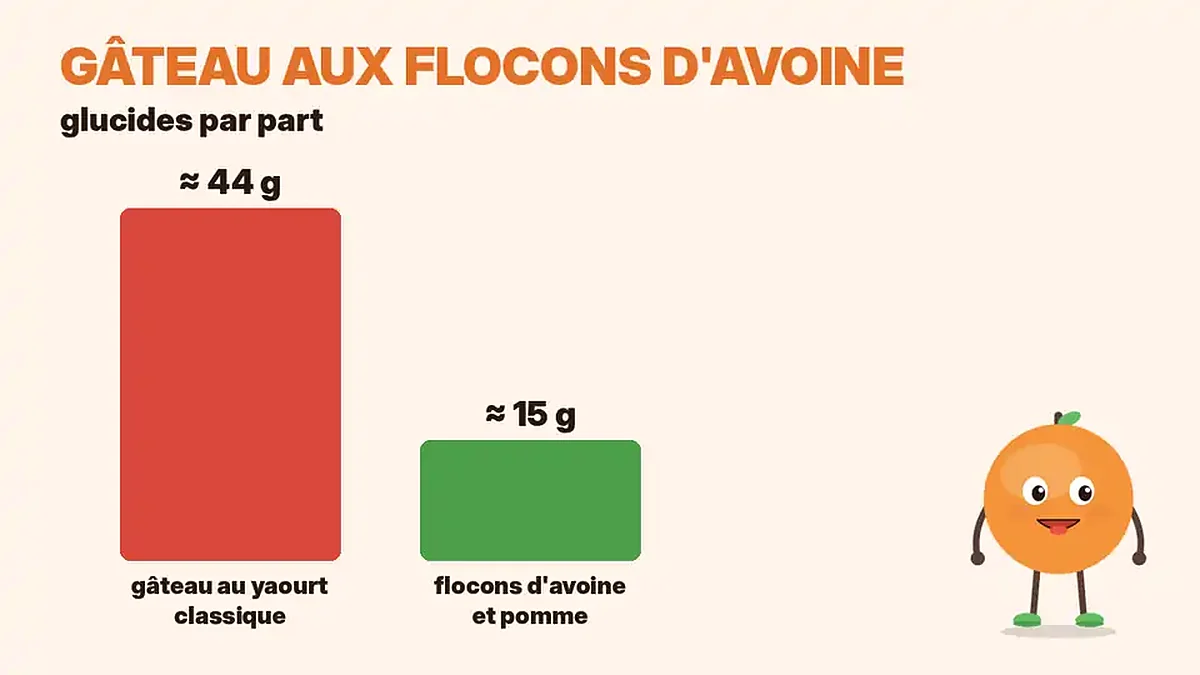 GÂTEAU AUX FLOCONS D'AVOINE
glucides par part
≈ 44 g
≈ 15 g
gâteau au yaourt
classique
flocons d'avoine
et pomme